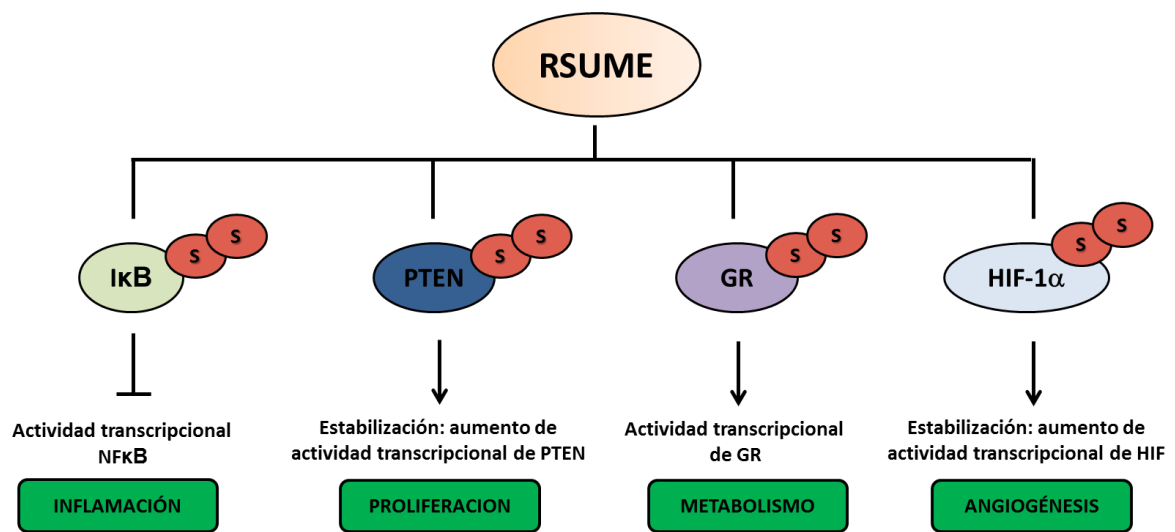 RSUME
S
S
IκB
S
S
PTEN
S
S
GR
S
S
HIF-1α
Actividad transcripcional
NFκB
INFLAMACIÓN
Estabilización: aumento de
actividad transcripcional de PTEN
PROLIFERACION
Actividad transcripcional
de GR
METABOLISMO
Estabilización: aumento de
actividad transcripcional de HIF
ANGIOGÉNESIS